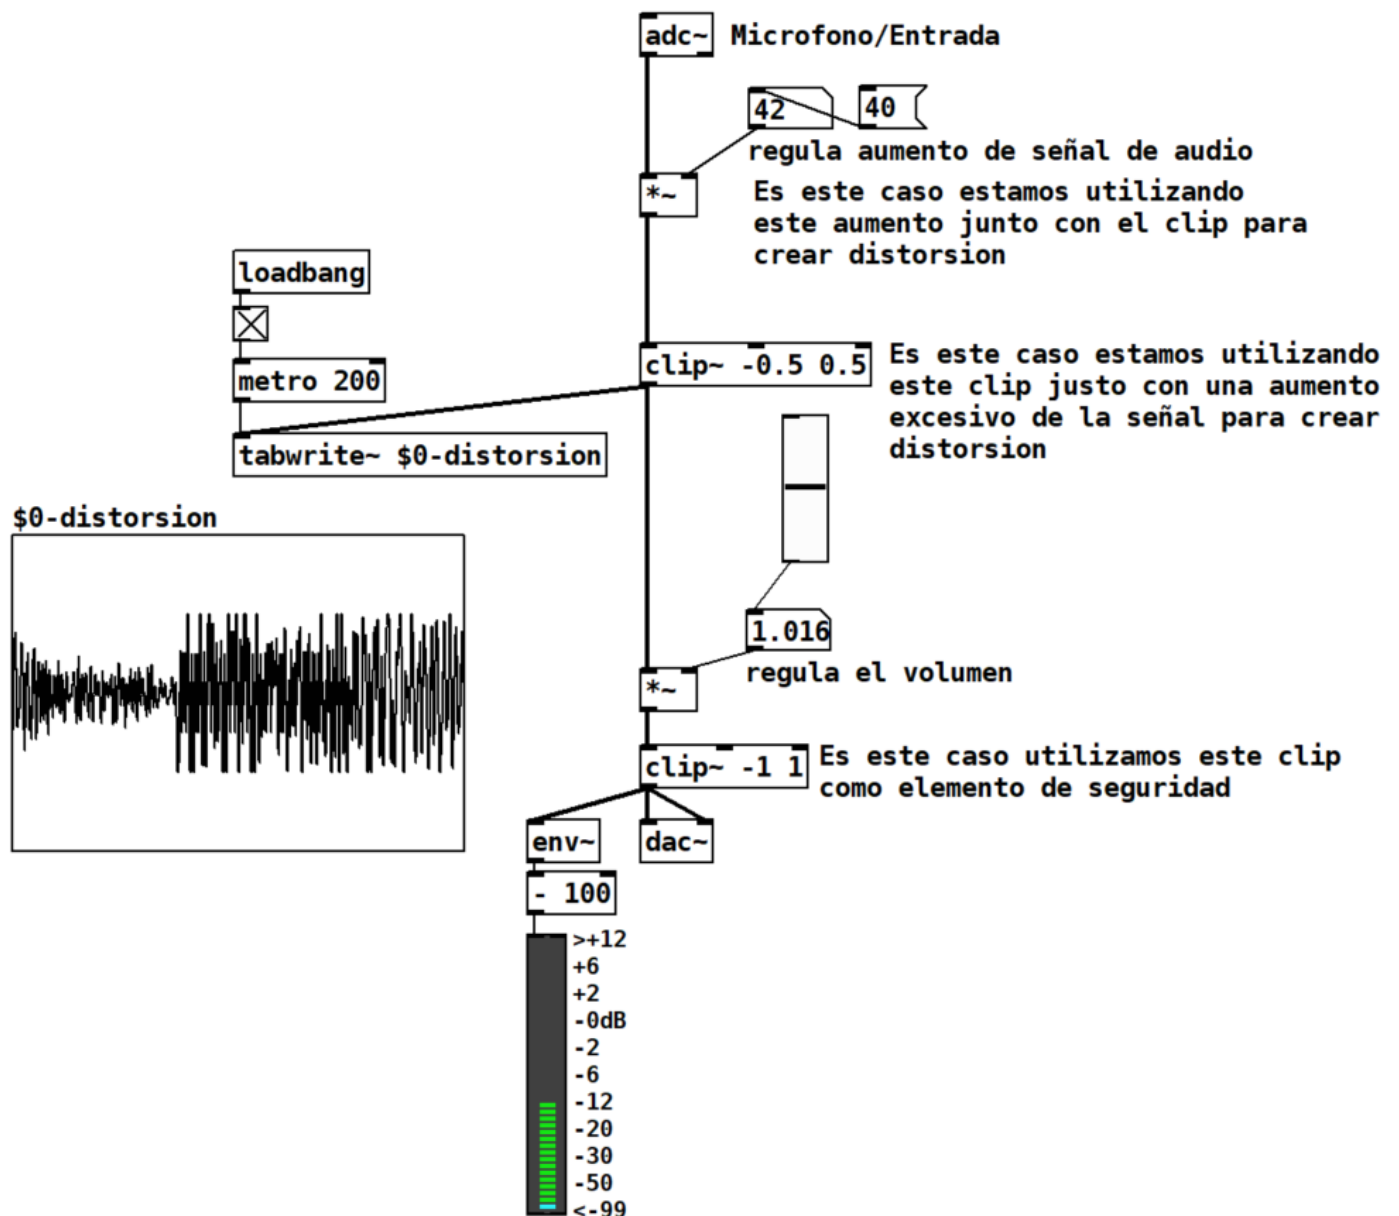 adc~ Microfono/Entrada
42 40
regula aumento de señal de audio
*~
Es este caso estamos utilizando
este aumento junto con el clip para
crear distorsion
loadbang
metro 200
tabwrite~ $0-distorsion
clip~ -0.5 0.5
Es este caso estamos utilizando
este clip justo con una aumento
excesivo de la señal para crear
distorsion
$0-distorsion
1.016
regula el volumen
*~
clip~ -1 1
Es este caso utilizamos este clip
como elemento de seguridad
env~ dac~
- 100
>+12
+6
+2
-0dB
-2
-6
-12
-20
-30
-50
<-99